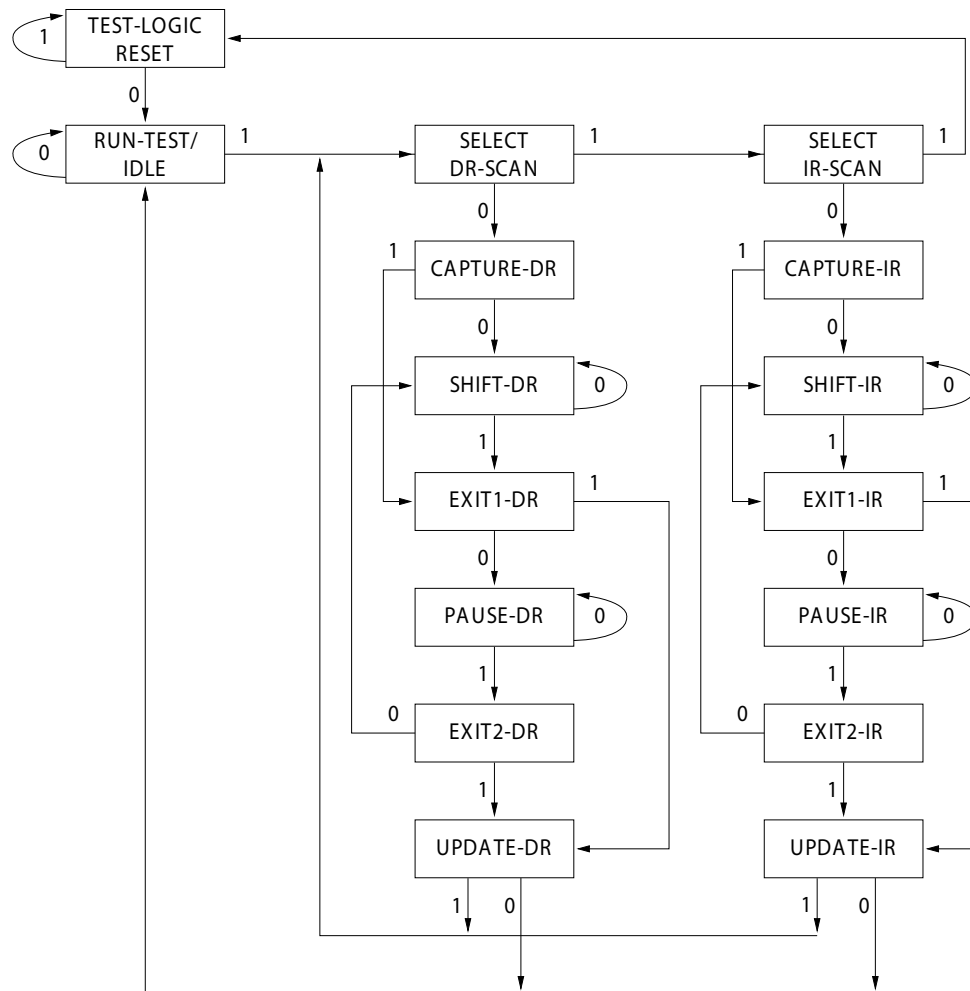 TEST-LOGIC
RESET
1
0
RUN-TEST/
IDLE
0
1
SELECT
DR-SCAN
1
SELECT
IR-SCAN
1
0
0
1
CAPTURE-DR
1
CAPTURE-IR
0
0
SHIFT-DR
0
SHIFT-IR
0
1
1
EXIT1-DR
1
EXIT1-IR
1
0
0
PAUSE-DR
0
PAUSE-IR
0
1
1
0
EXIT2-DR
0
EXIT2-IR
1
1
UPDATE-DR
UPDATE-IR
1
0
1
0